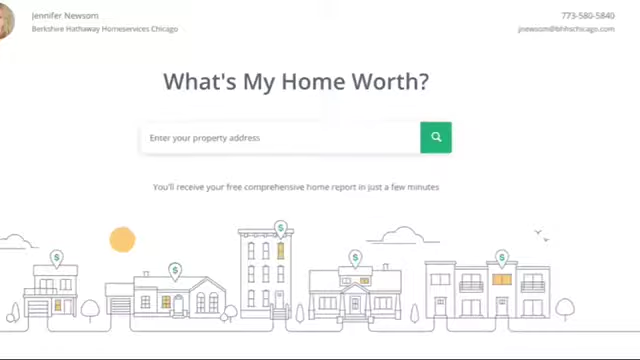 Jennifer Newsom
773-580-5840
Berkshire Hathaway Homeservices Chicago
jnewsom@bhhschicago.com
What's My Home Worth?
Enter your property address
You'll receive your free comprehensive home report in just a few minutes
$
$
$
$
$